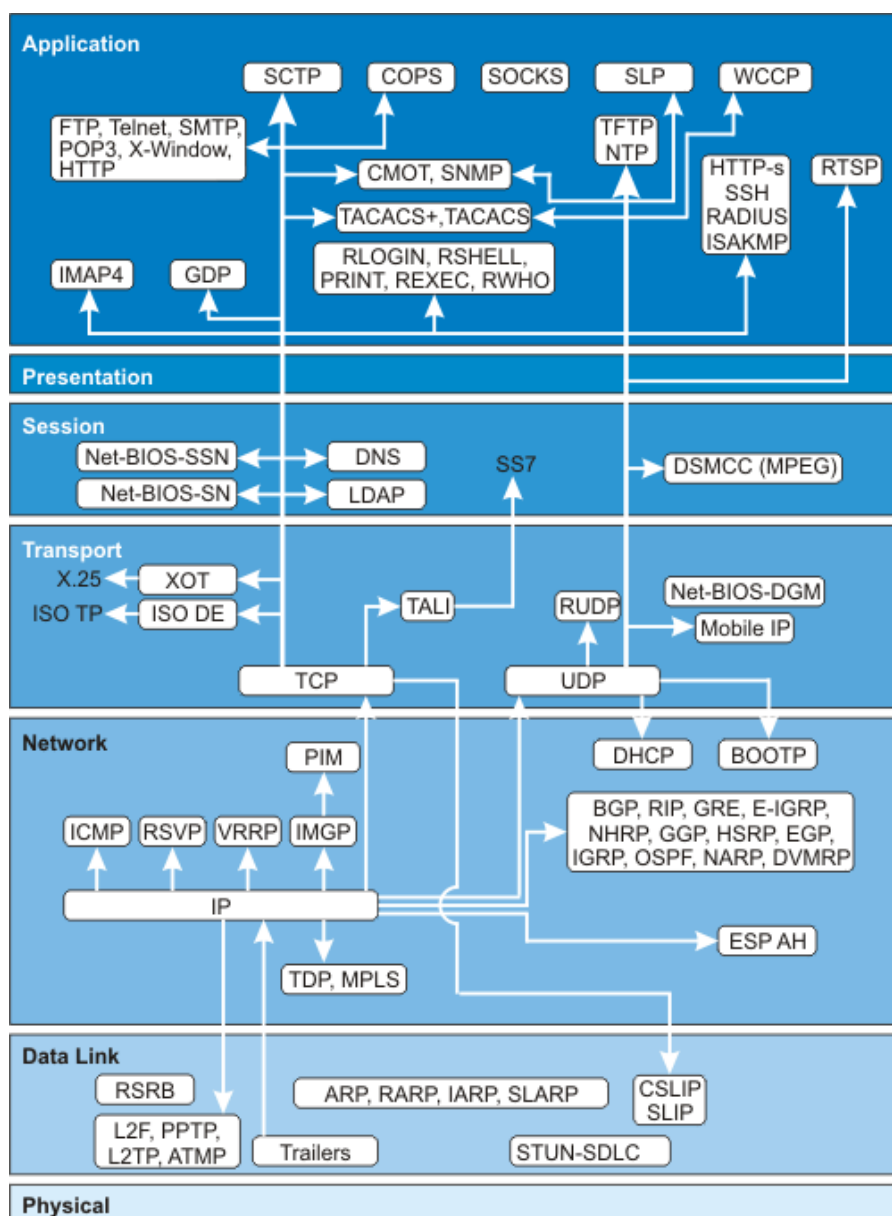 Application
SCTP
COPS
SOCKS
SLP
WCCP
FTP, Telnet, SMTP,
POP3, X-Window,
HTTP
TFTP
NTP
CMOT, SNMP
HTTP-s
SSH
RADIUS
ISAKMP
RTSP
TACACS+,TACACS
RLOGIN, RSHELL,
PRINT, REXEC, RWHO
IMAP4
GDP
Presentation
Session
Net-BIOS-SSN
DNS
SS7
DSMCC (MPEG)
Net-BIOS-SN
LDAP
Transport
X.25
XOT
ISO TP
ISO DE
TALI
RUDP
Net-BIOS-DGM
Mobile IP
TCP
UDP
Network
PIM
DHCP
BOOTP
ICMP
RSVP
VRRP
IMGP
BGP, RIP, GRE, E-IGRP,
NHRP, GGP, HSRP, EGP,
IGRP, OSPF, NARP, DVMRP
IP
ESP AH
TDP, MPLS
Data Link
RSRB
ARP, RARP, IARP, SLARP
CSLIP
SLIP
L2F, PPTP,
L2TP, ATMP
Trailers
STUN-SDLC
Physical